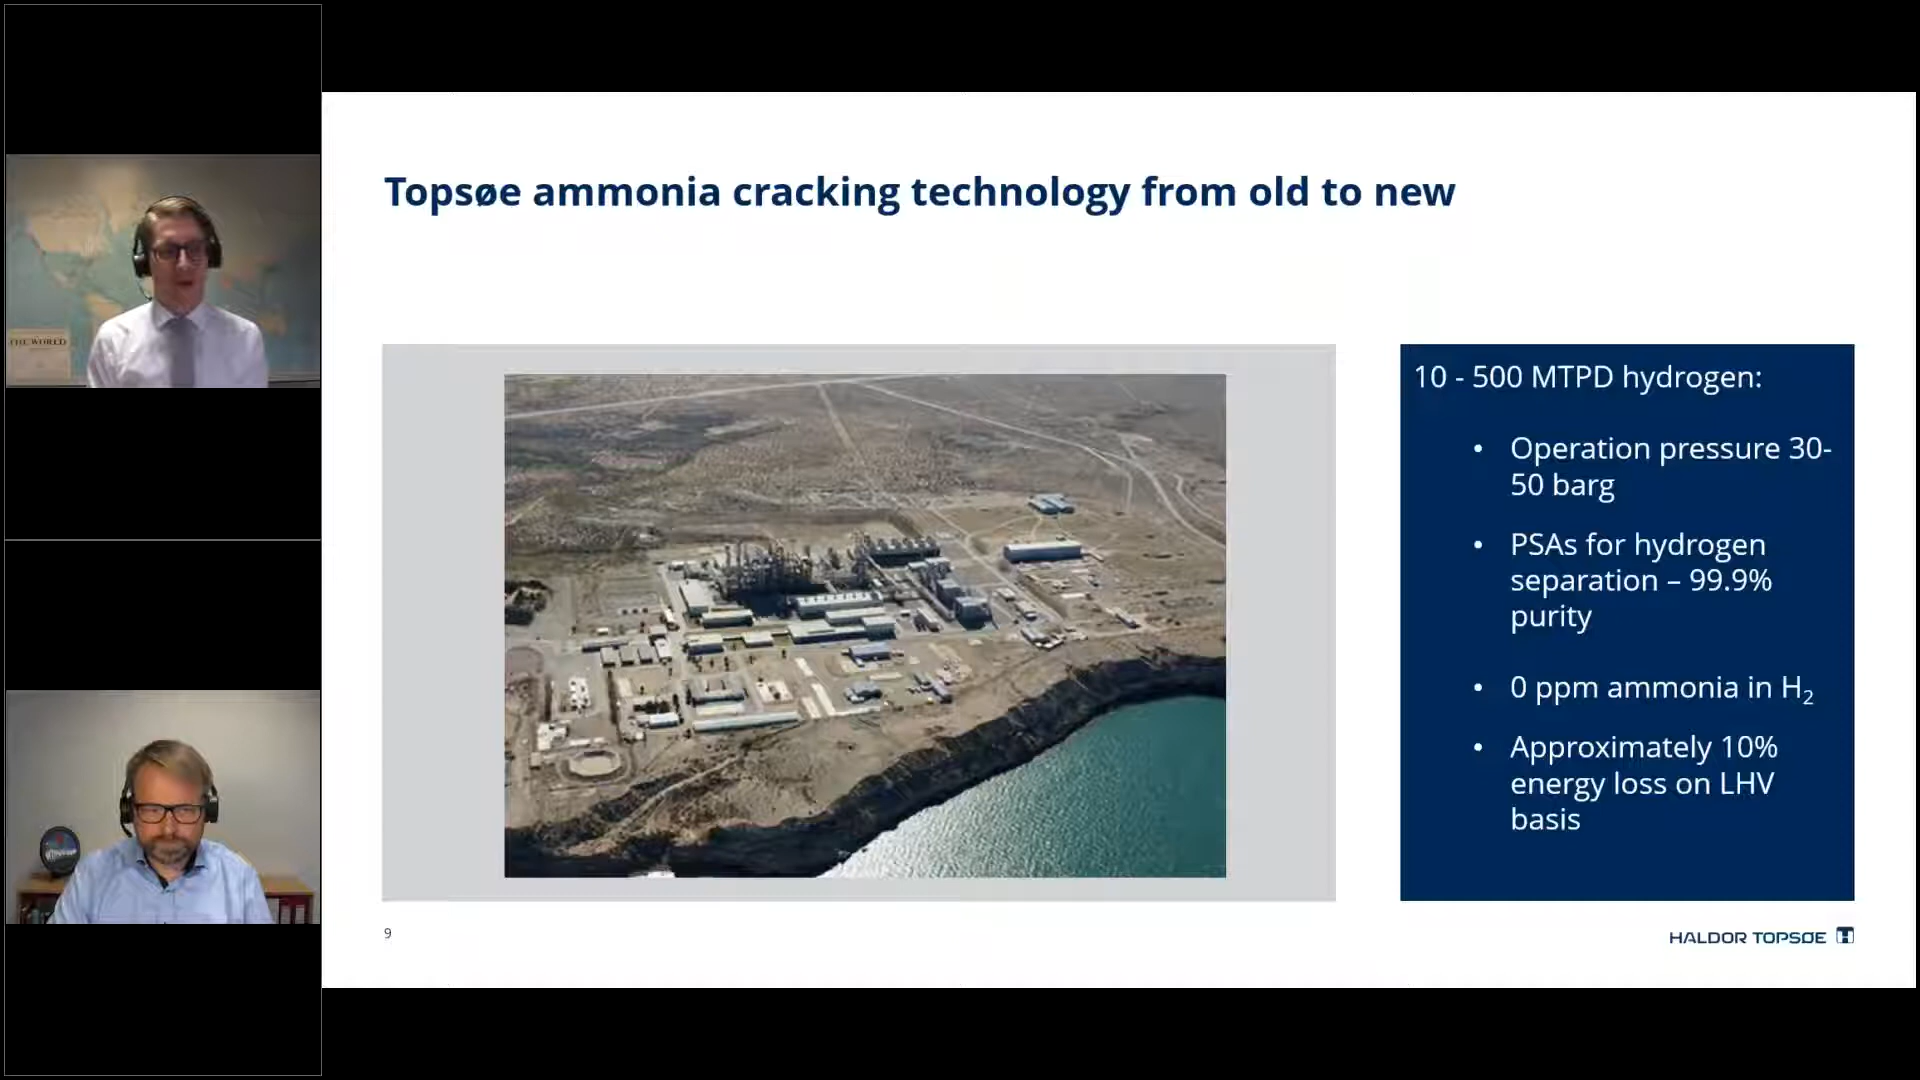 THE WORLD
Topsøe ammonia cracking technology from old to new
10 - 500 MTPD hydrogen:
• Operation pressure 30-
50 barg
• PSAs for hydrogen
separation – 99.9%
purity
• 0 ppm ammonia in H₂
• Approximately 10%
energy loss on LHV
basis
9
HALDOR TOPSØE